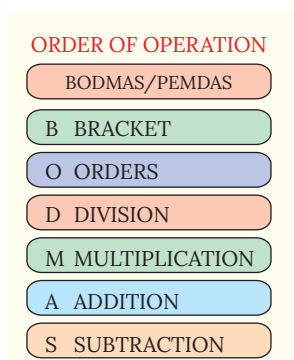 ORDER OF OPERATION
BODMAS/PEMDAS
B BRACKET
O ORDERS
D DIVISION
M MULTIPLICATION
A ADDITION
S SUBTRACTION